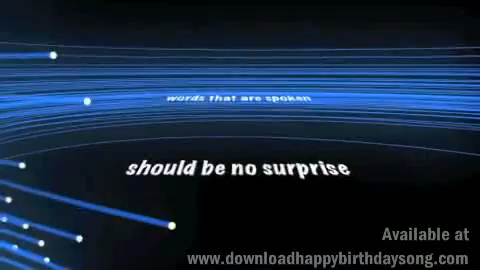 words that are spoken
should be no surprise
Available at
www.downloadhappybirthdaysong.com